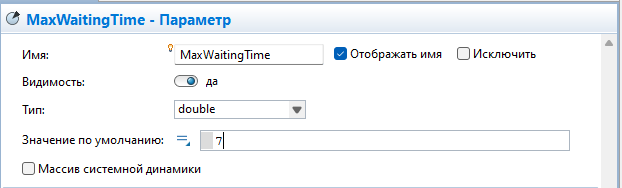 MaxWaitingTime - Параметр
Имя: MaxWaitingTime Отображать имя Исключить
Видимость: да
Тип: double
Значение по умолчанию: 7
Массив системной динамики